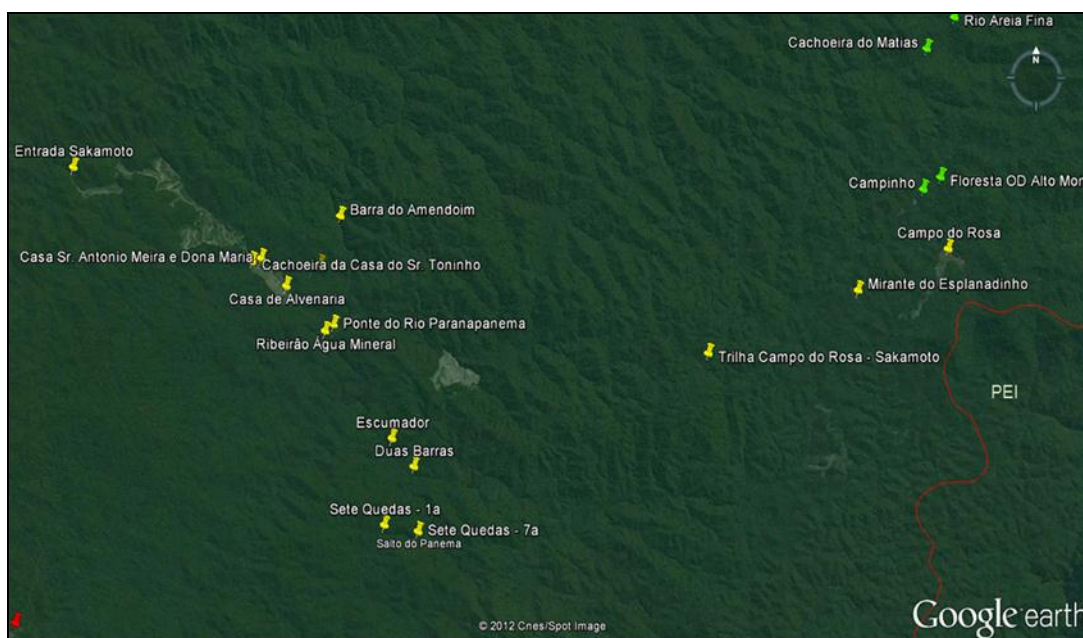 Rio Areia Fina
Cachoeira do Matias
N
Entrada Sakamoto
Campinho
Floresta OD Alto Mon
Barra do Amendoim
Campo do Rosa
Casa Sr. Antonio Meira e Dona Maria
Cachoeira da Casa do Sr. Toninho
Casa de Alvenaria
Mirante do Esplanadinho
Ponte do Rio Paranapanema
Ribeirão Água Mineral
Trilha Campo do Rosa - Sakamoto
PEI
Escumador
Duas Barras
Sete Quedas - 1a
Sete Quedas - 7a
Salto do Panema
© 2012 Cnes/Spot Image
Google earth